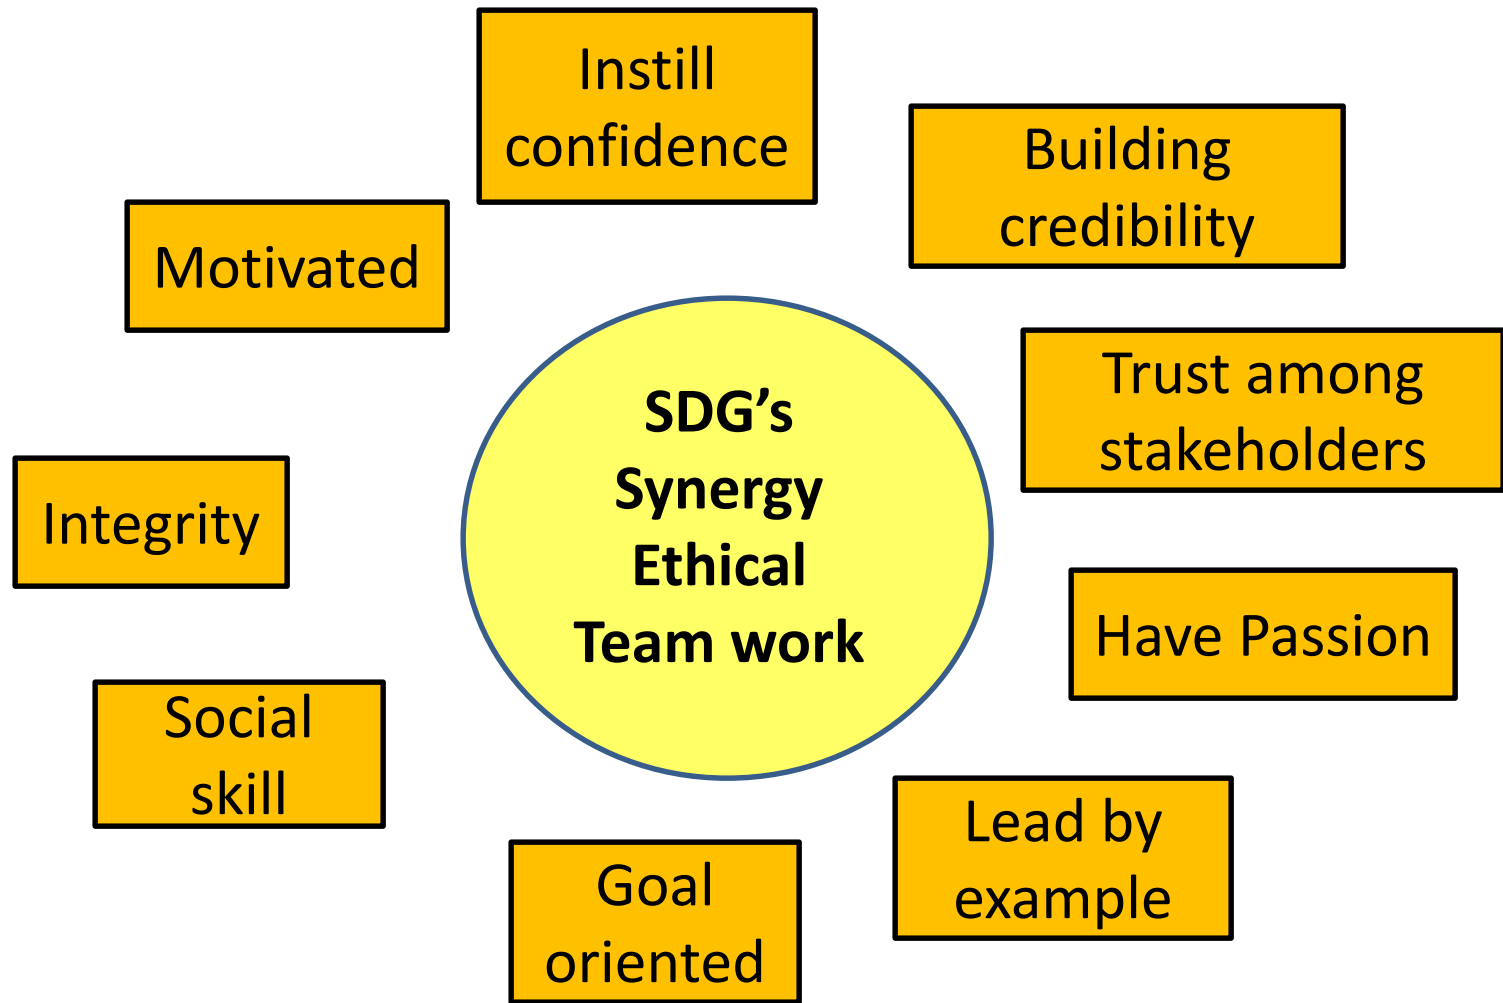 Instill
confidence
Building
credibility
Motivated
Trust among
stakeholders
SDG’s
Synergy
Ethical
Team work
Integrity
Have Passion
Social
skill
Lead by
example
Goal
oriented